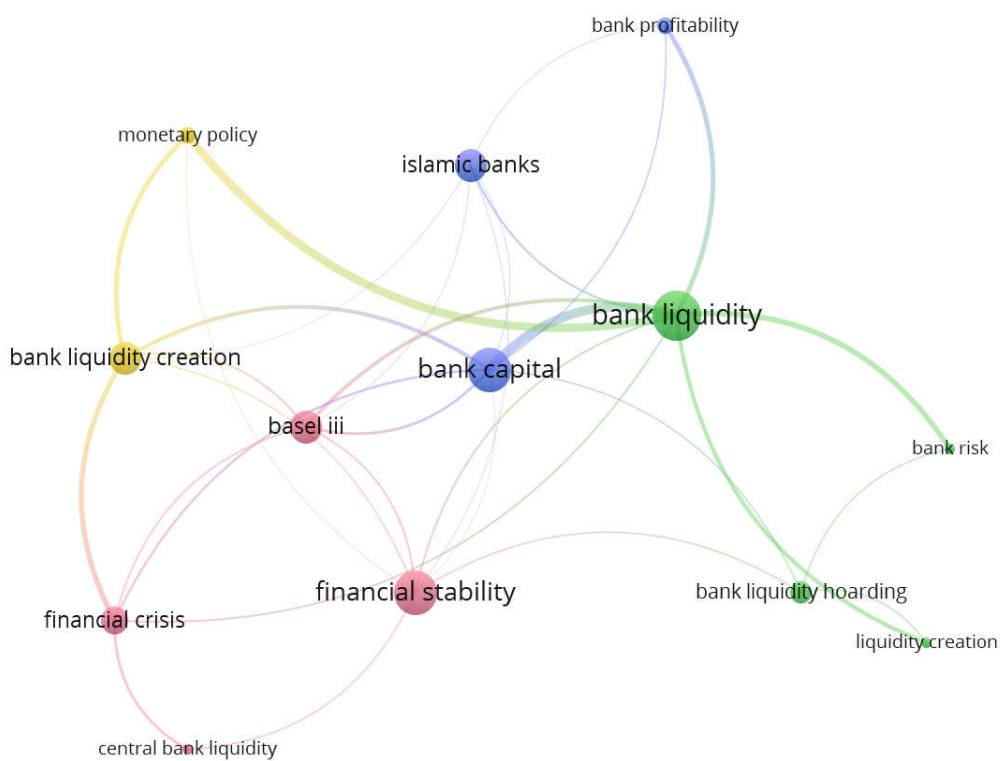 bank profitability
monetary policy
islamic banks
bank liquidity
bank liquidity creation
bank capital
basel iii
bank risk
financial stability
bank liquidity hoarding
financial crisis
liquidity creation
central bank liquidity